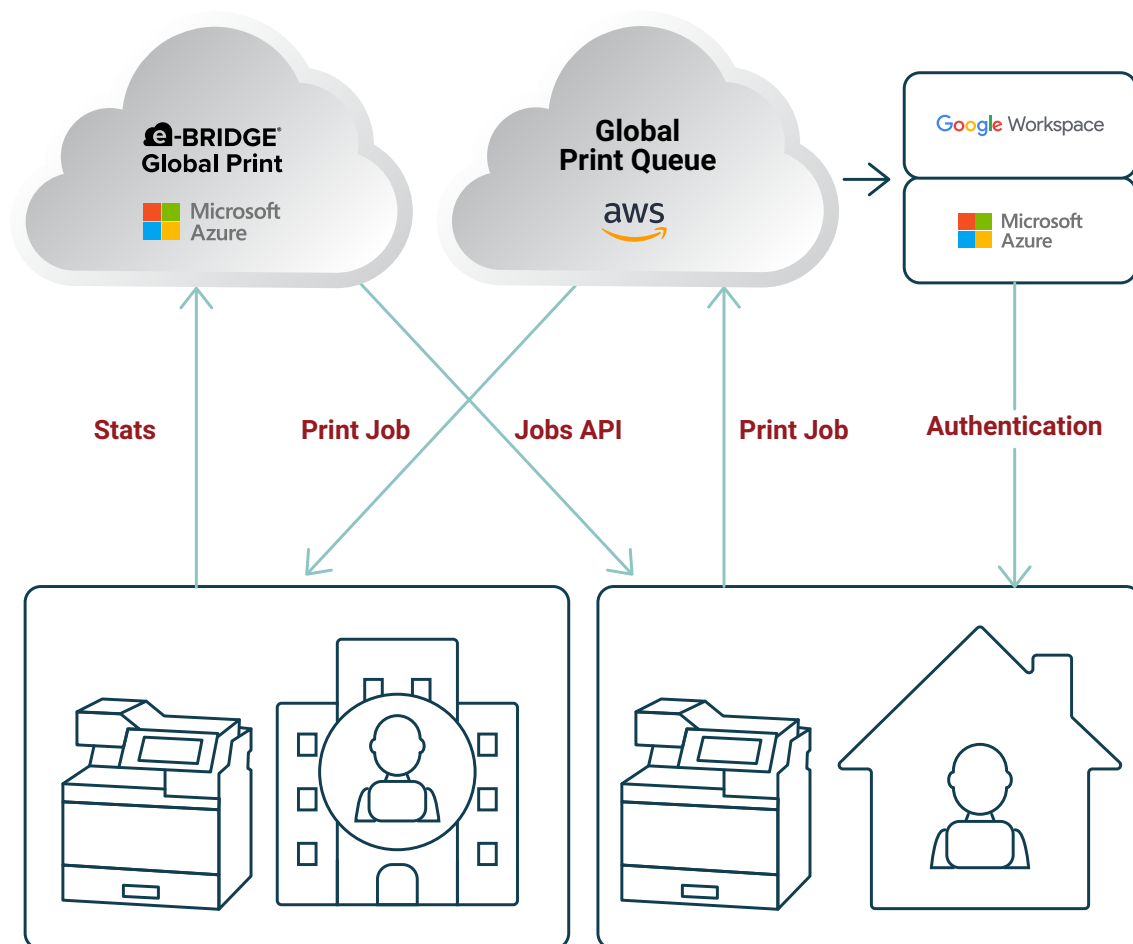 e-BRIDGE®
Global Print
Microsoft
Azure
Global
Print Queue
aws
Google Workspace
Microsoft
Azure
Stats
Print Job
Jobs API
Print Job
Authentication